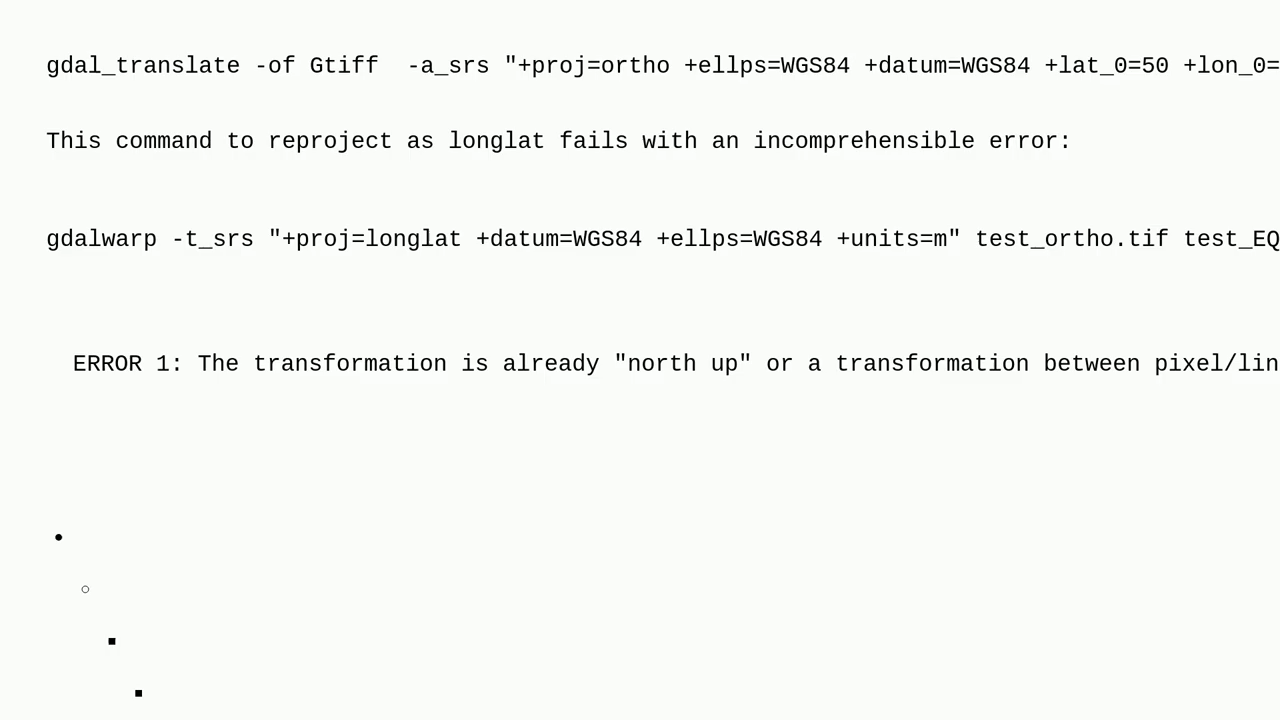 gdal_translate -of Gtiff  -a_srs "+proj=ortho +ellps=WGS84 +datum=WGS84 +lat_0=50 +lon_0=
This command to reproject as longlat fails with an incomprehensible error:
gdalwarp -t_srs "+proj=longlat +datum=WGS84 +ellps=WGS84 +units=m" test_ortho.tif test_EQ
ERROR 1: The transformation is already "north up" or a transformation between pixel/lin